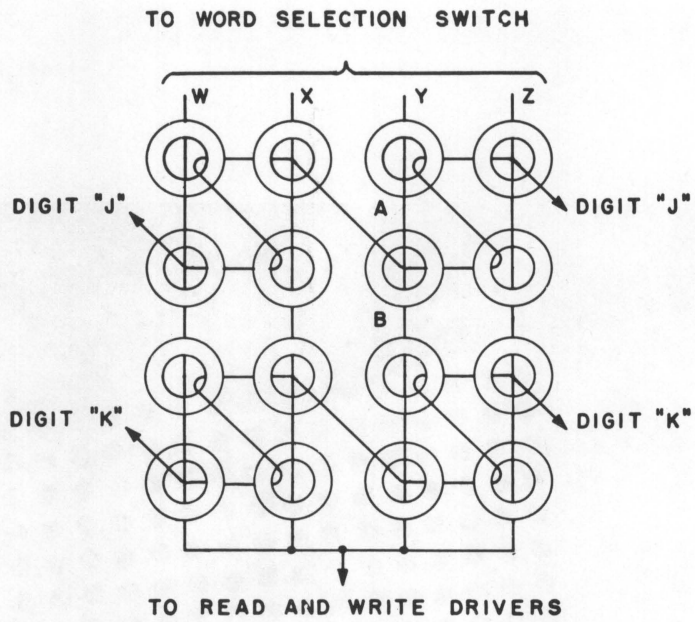 TO WORD SELECTION SWITCH
W X Y Z
A
DIGIT "J" DIGIT "J"
B
DIGIT "K" DIGIT "K"
TO READ AND WRITE DRIVERS